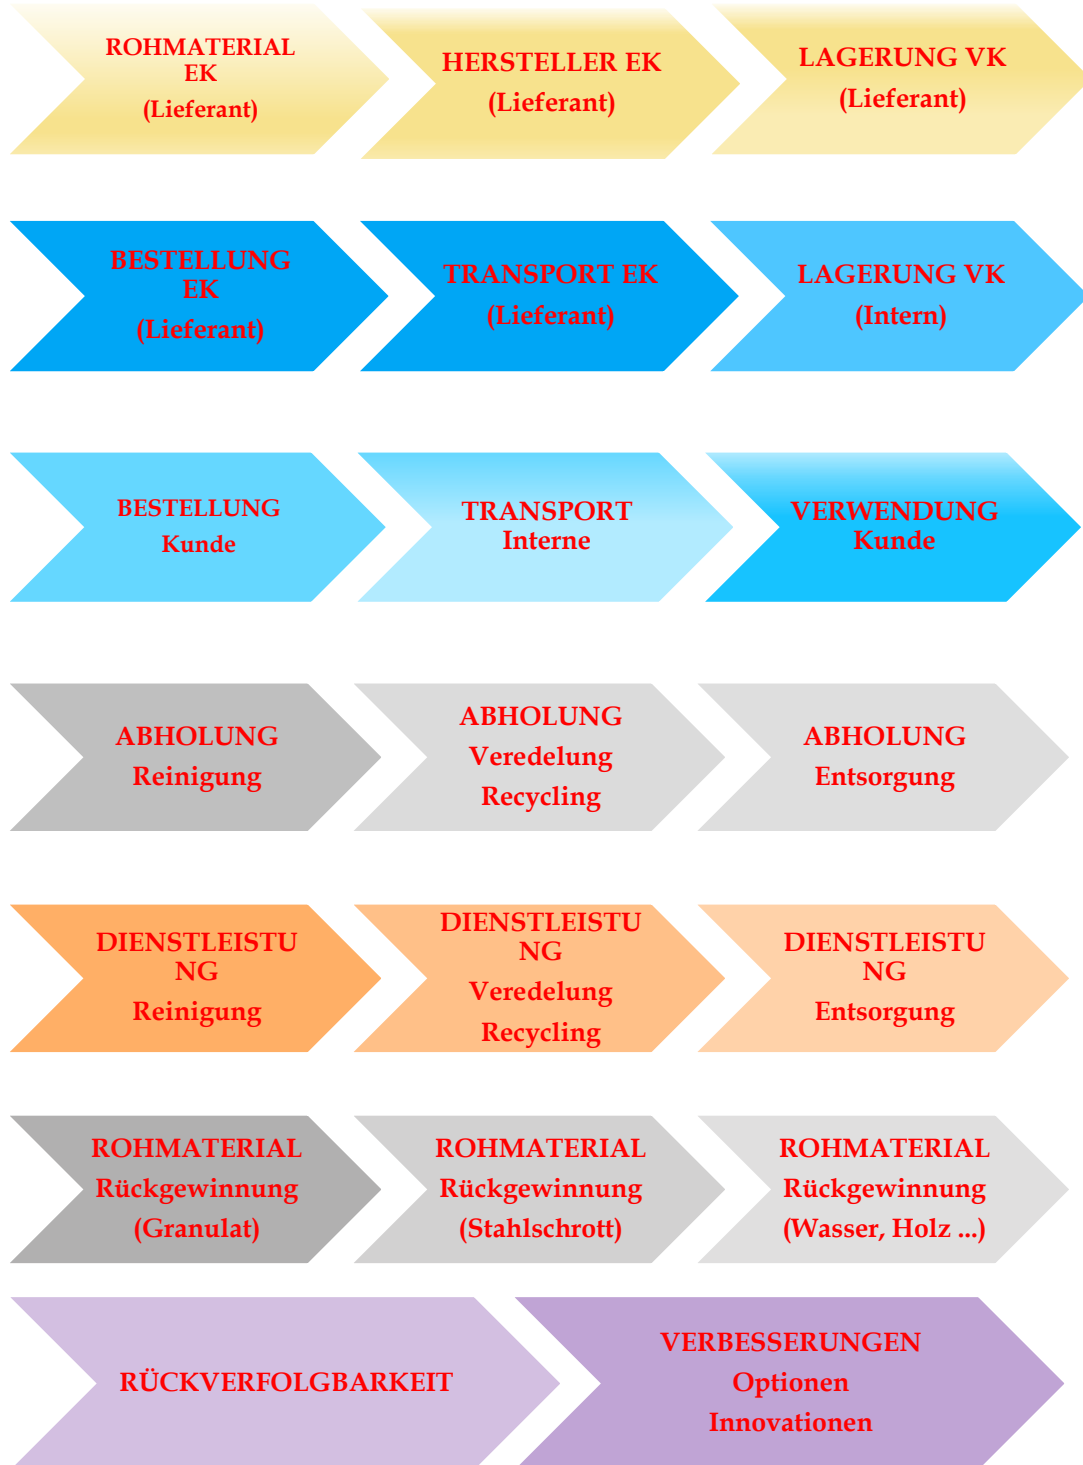 ROHMATERIAL
EK
(Lieferant)
HERSTELLER EK
(Lieferant)
LAGERUNG VK
(Lieferant)
BESTELLUNG
EK
(Lieferant)
TRANSPORT EK
(Lieferant)
LAGERUNG VK
(Intern)
BESTELLUNG
Kunde
TRANSPORT
Interne
VERWENDUNG
Kunde
ABHOLUNG
Reinigung
ABHOLUNG
Veredelung
Recycling
ABHOLUNG
Entsorgung
DIENSTLEISTU
NG
Reinigung
DIENSTLEISTU
NG
Veredelung
Recycling
DIENSTLEISTU
NG
Entsorgung
ROHMATERIAL
Rückgewinnung
(Granulat)
ROHMATERIAL
Rückgewinnung
(Stahlschrott)
ROHMATERIAL
Rückgewinnung
(Wasser, Holz ...)
RÜCKVERFOLGBARKEIT
VERBESSERUNGEN
Optionen
Innovationen